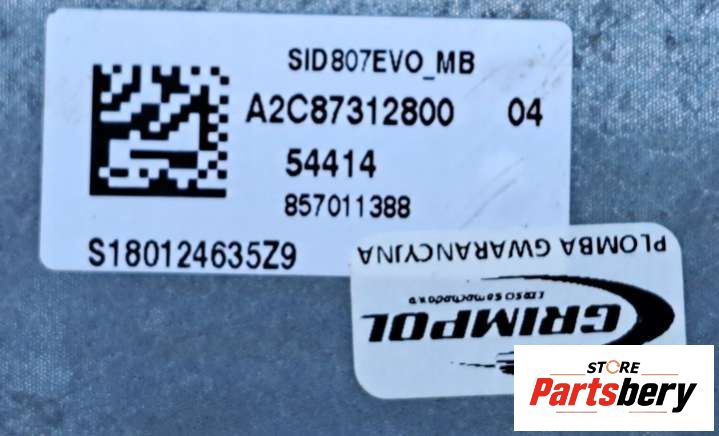 SID807EVO_MB
A2C87312800 04
54414
857011388
S180124635Z9
PLOMBA GWARANCYJNA
GRIMPOL
STORE
Partsbery